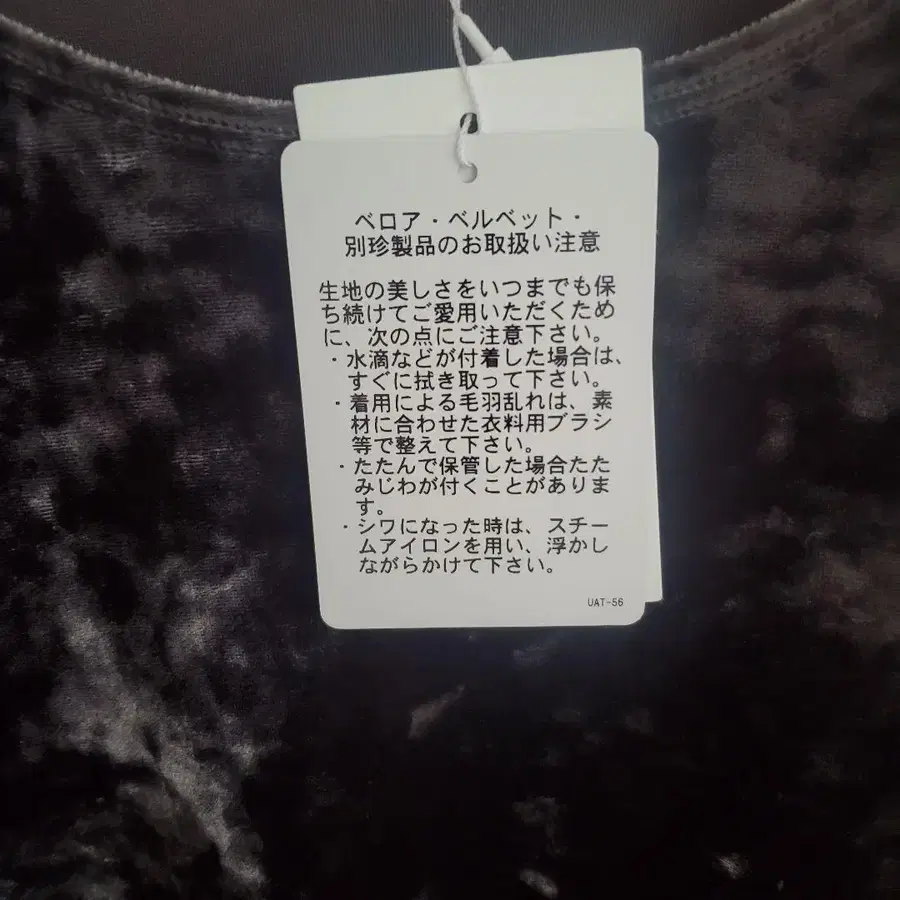 ベロア・ベルベット・
別珍製品のお取扱い注意
生地の美しさをいつまでも保
ち続けてご愛用いただくため
に、次の点にご注意下さい。
・水滴などが付着した場合は、
すぐに拭き取って下さい。
・着用による毛羽乱れは、素
材に合わせた衣料用ブラシ
等で整えて下さい。
・たたんで保管した場合たた
みじわが付くことがありま
す。
・シワになった時は、スチー
ムアイロンを用い、浮かし
ながらかけて下さい。
UAT-56